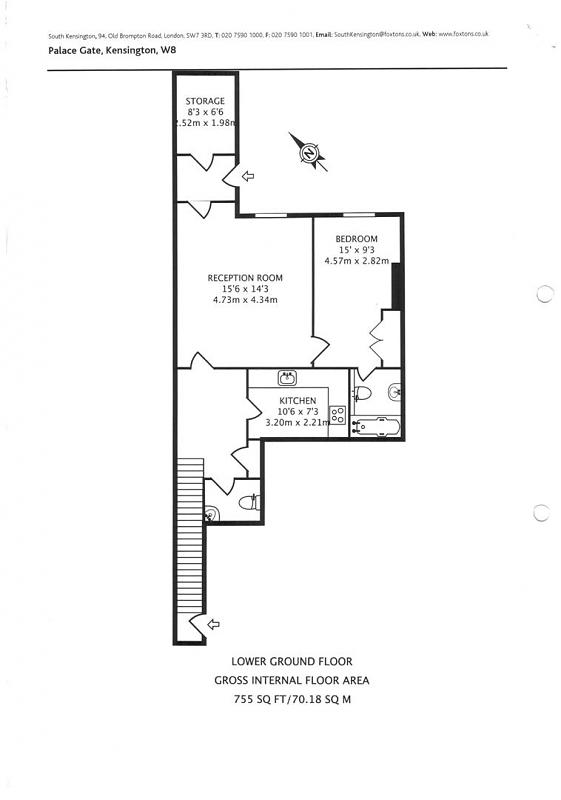 South Kensington, 94, Old Brompton Road, London, SW7 3RD, T: 020 7590 1000, F: 020 7590 1001, Email: SouthKensington@foxtons.co.uk, Web: www.foxtons.co.uk
Palace Gate, Kensington, W8
STORAGE
8'3 x 6'6
2.52m x 1.98m
N
BEDROOM
15' x 9'3
4.57m x 2.82m
RECEPTION ROOM
15'6 x 14'3
4.73m x 4.34m
KITCHEN
10'6 x 7'3
3.20m x 2.21m
LOWER GROUND FLOOR
GROSS INTERNAL FLOOR AREA
755 SQ FT/70.18 SQ M